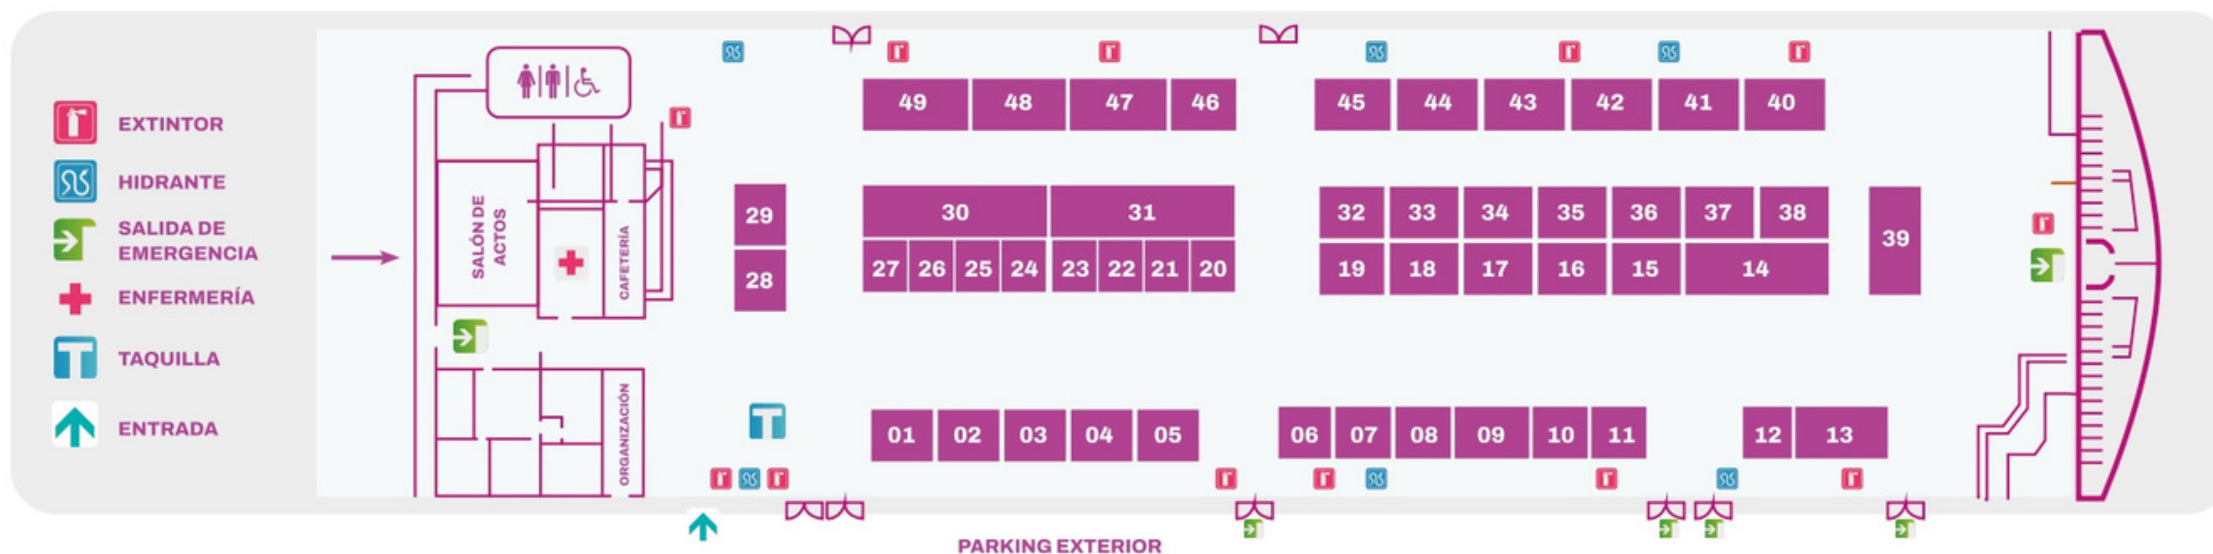 EXTINTOR
HIDRANTE
SALIDA DE
EMERGENCIA
ENFERMERÍA
TAQUILLA
ENTRADA
SALÓN DE
ACTOS
CAFETERÍA
ORGANIZACIÓN
49 48 47 46 45 44 43 42 41 40
29 30 31 32 33 34 35 36 37 38
39
28 27 26 25 24 23 22 21 20 19 18 17 16 15 14
T
01 02 03 04 05 06 07 08 09 10 11 12 13
PARKING EXTERIOR